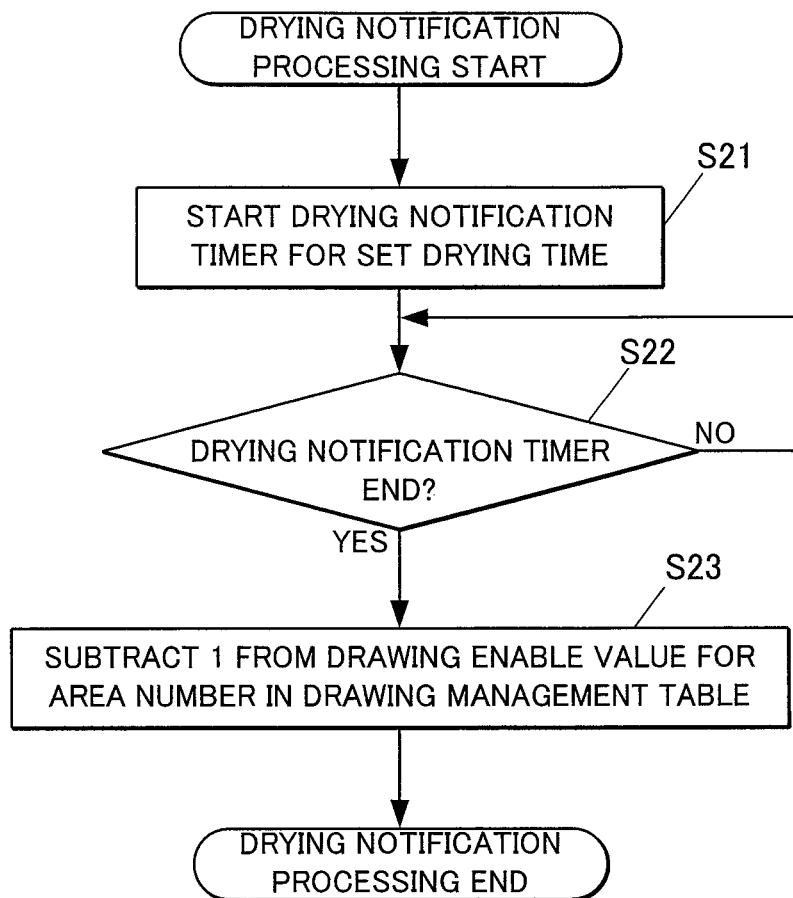 DRYING NOTIFICATION
PROCESSING START
S21
START DRYING NOTIFICATION
TIMER FOR SET DRYING TIME
S22
DRYING NOTIFICATION TIMER
END?
NO
YES
S23
SUBTRACT 1 FROM DRAWING ENABLE VALUE FOR
AREA NUMBER IN DRAWING MANAGEMENT TABLE
DRYING NOTIFICATION
PROCESSING END